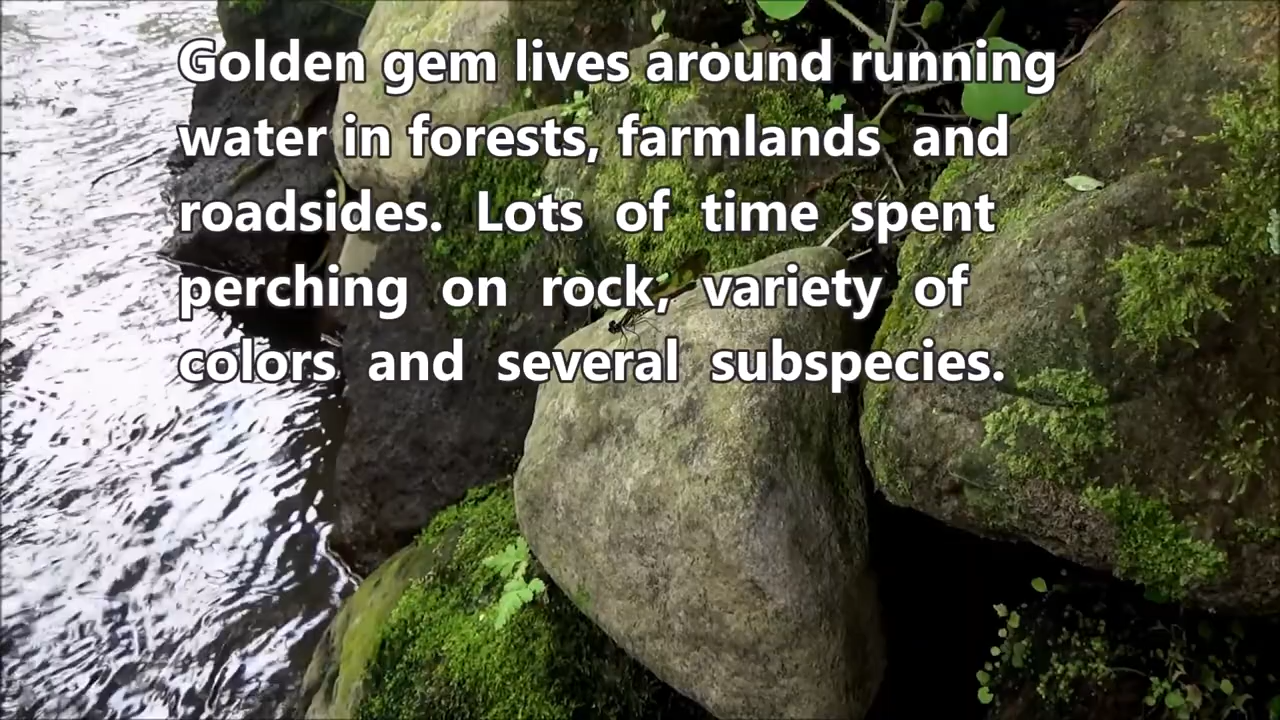 Golden gem lives around running
water in forests, farmlands and
roadsides. Lots of time spent
perching on rock, variety of
colors and several subspecies.